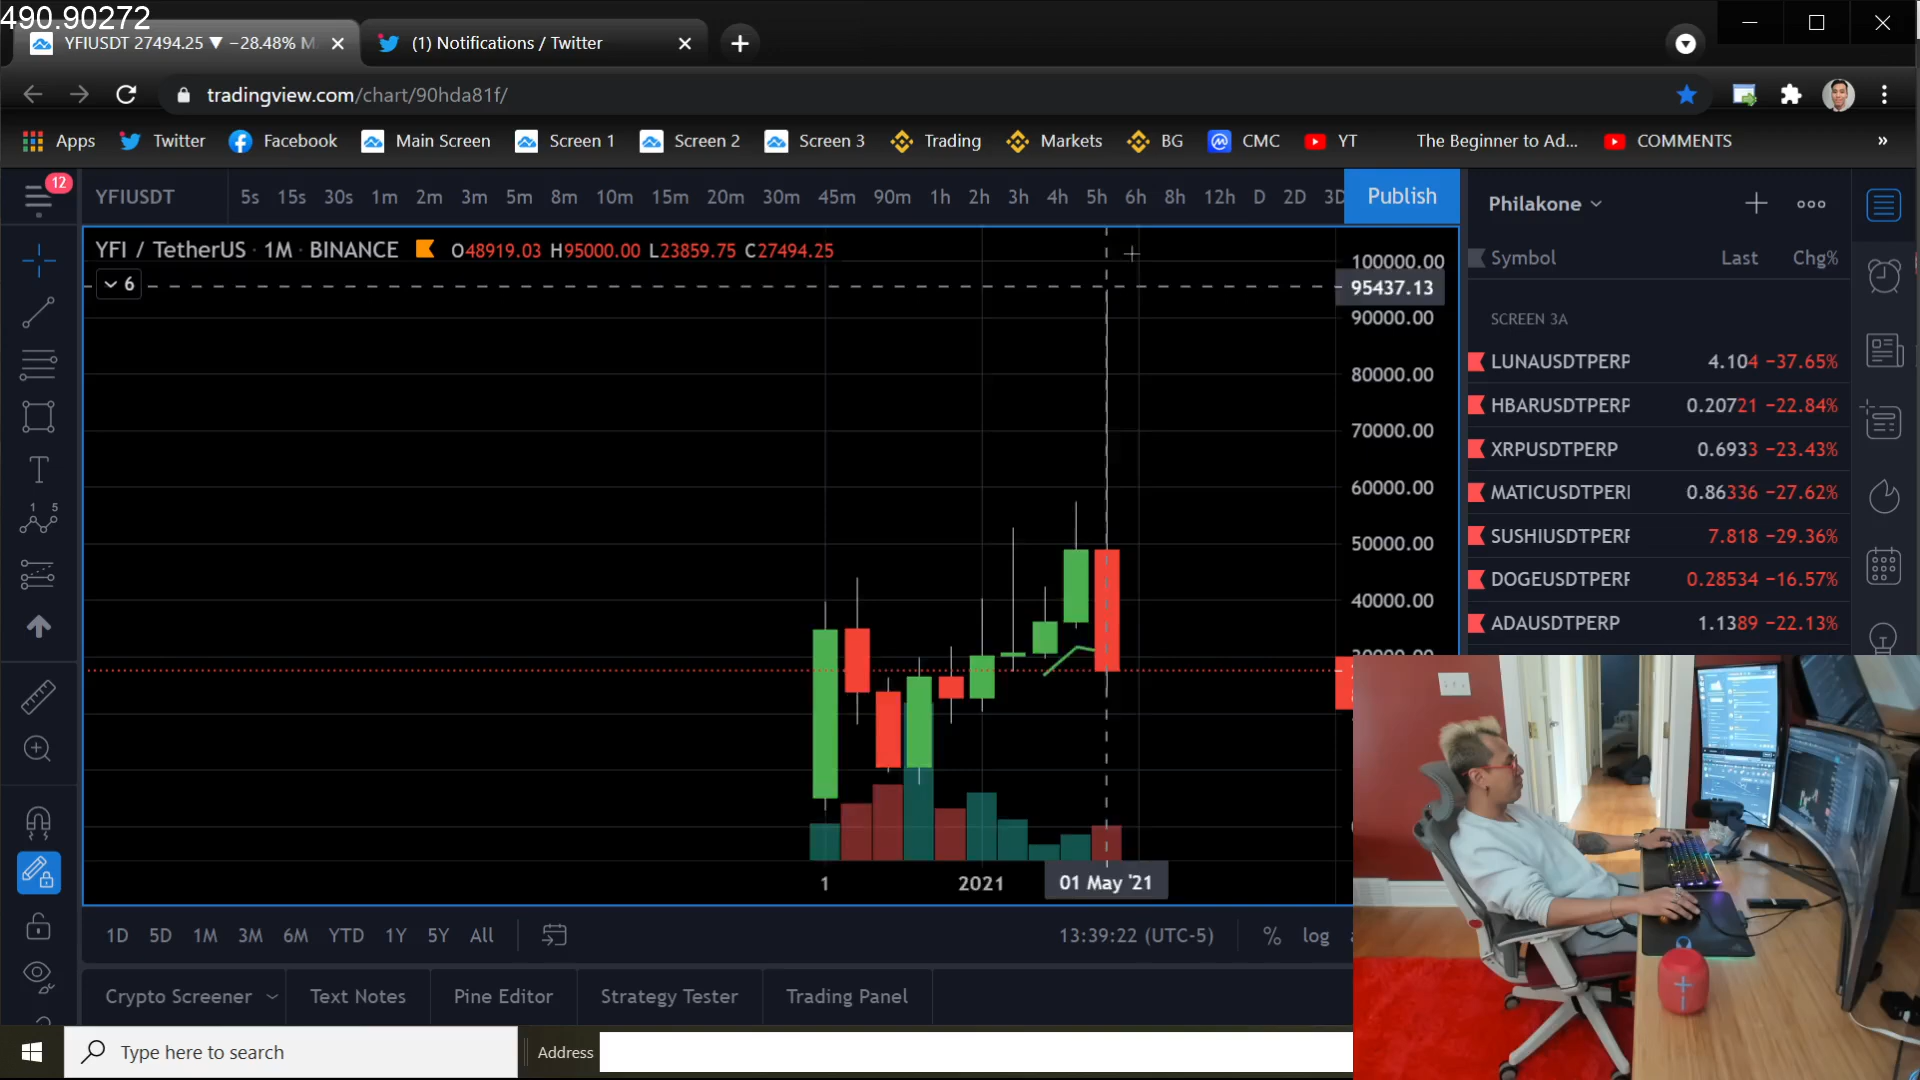 490.90272
YFIUSDT 27494.25 ▼ −28.48% M
(1) Notifications / Twitter
tradingview.com/chart/90hda81f/
Apps Twitter Facebook Main Screen Screen 1 Screen 2 Screen 3 Trading Markets BG CMC YT The Beginner to Ad... COMMENTS »
12
YFIUSDT 5s 15s 30s 1m 2m 3m 5m 8m 10m 15m 20m 30m 45m 90m 1h 2h 3h 4h 5h 6h 8h 12h D 2D 3D Publish
Philakone
YFI / TetherUS · 1M · BINANCE O48919.03 H95000.00 L23859.75 C27494.25
6
Symbol Last Chg%
100000.00
95437.13
90000.00
80000.00
70000.00
60000.00
50000.00
40000.00
30000.00
SCREEN 3A
LUNAUSDTPERP 4.104 −37.65%
HBARUSDTPERP 0.20721 −22.84%
XRPUSDTPERP 0.6933 −23.43%
MATICUSDTPERP 0.86336 −27.62%
SUSHIUSDTPERP 7.818 −29.36%
DOGEUSDTPERP 0.28534 −16.57%
ADAUSDTPERP 1.1389 −22.13%
T
1 5
1 2021 01 May '21
1D 5D 1M 3M 6M YTD 1Y 5Y All
13:39:22 (UTC-5) % log
Crypto Screener Text Notes Pine Editor Strategy Tester Trading Panel
Type here to search
Address